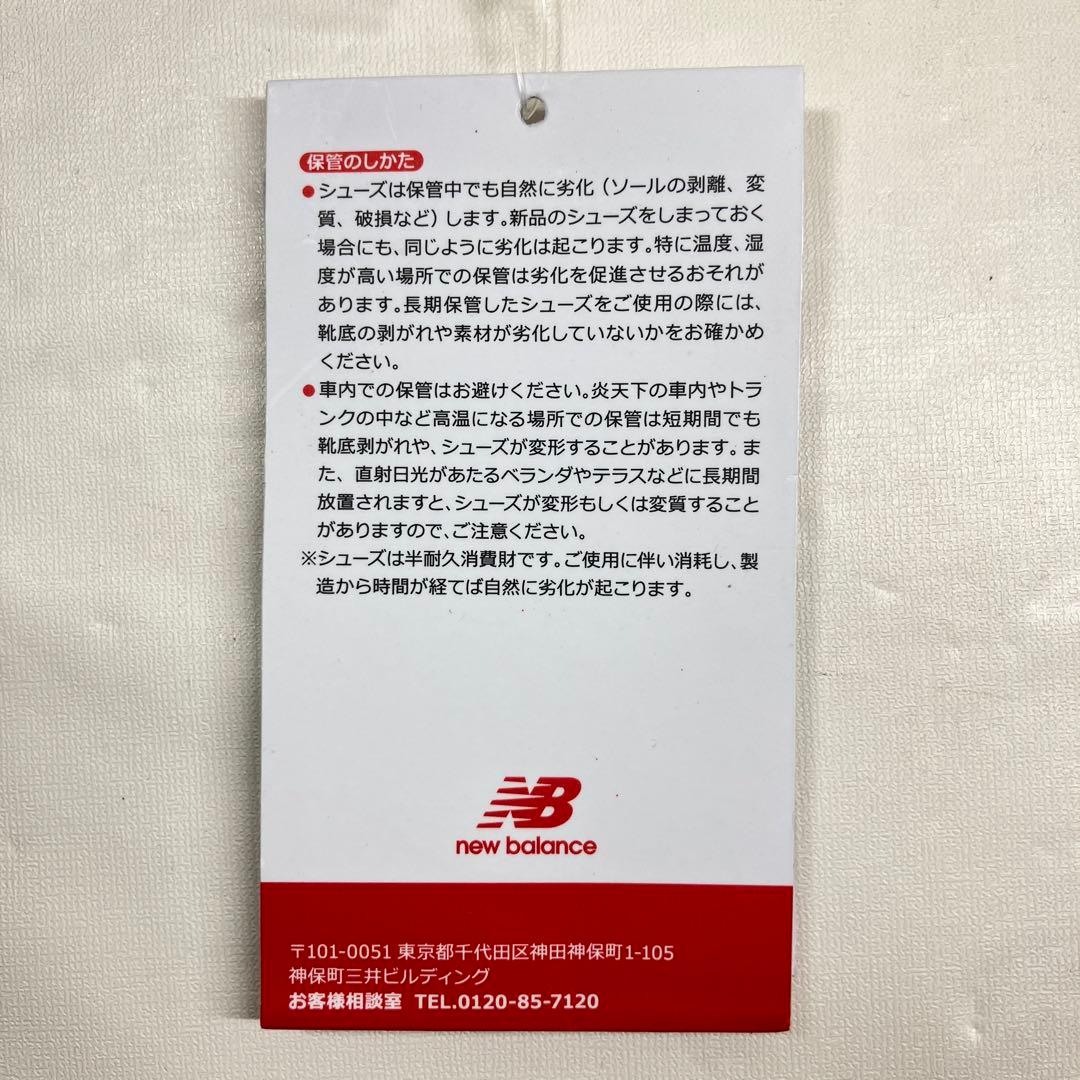 保管のしかた
●シューズは保管中でも自然に劣化（ソールの剥離、変
質、破損など）します。新品のシューズをしまっておく
場合にも、同じように劣化は起こります。特に温度、湿
度が高い場所での保管は劣化を促進させるおそれが
あります。長期保管したシューズをご使用の際には、
靴底の剥がれや素材が劣化していないかをお確かめ
ください。
●車内での保管はお避けください。炎天下の車内やトラ
ンクの中など高温になる場所での保管は短期間でも
靴底剥がれや、シューズが変形することがあります。ま
た、直射日光があたるベランダやテラスなどに長期間
放置されますと、シューズが変形もしくは変質すること
がありますので、ご注意ください。
※シューズは半耐久消費財です。ご使用に伴い消耗し、製
造から時間が経てば自然に劣化が起こります。
NB
new balance
〒101-0051 東京都千代田区神田神保町1-105
神保町三井ビルディング
お客様相談室 TEL.0120-85-7120